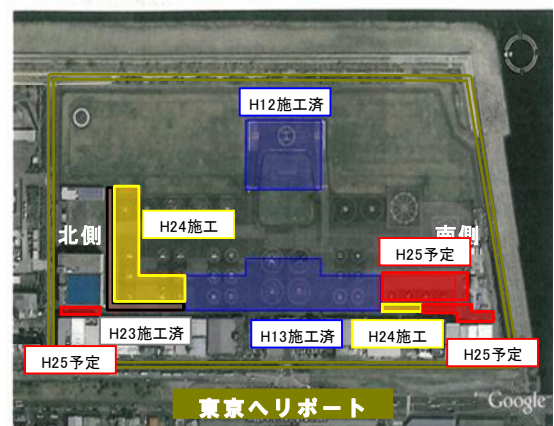 H12施工済
北側
H24施工
南側
H25予定
H23施工済
H13施工済
H24施工
H25予定
H25予定
東京ヘリポート
Google